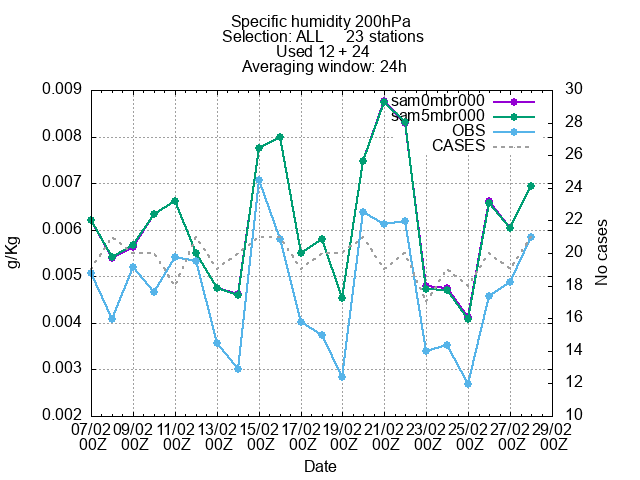 Specific humidity 200hPa
Selection: ALL 23 stations
Used 12 + 24
Averaging window: 24h
0.009
0.008
0.007
0.006
0.005
0.004
0.003
0.002
g/Kg
sam0mbr000
sam5mbr000
OBS
CASES
30
28
26
24
22
20
18
16
14
12
10
No cases
07/02 09/02 11/02 13/02 15/02 17/02 19/02 21/02 23/02 25/02 27/02 29/02
00Z 00Z 00Z 00Z 00Z 00Z 00Z 00Z 00Z 00Z 00Z 00Z
Date